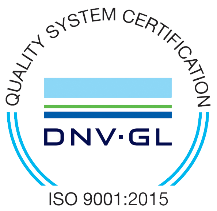 QUALITY SYSTEM CERTIFICATION
DNV·GL
ISO 9001:2015